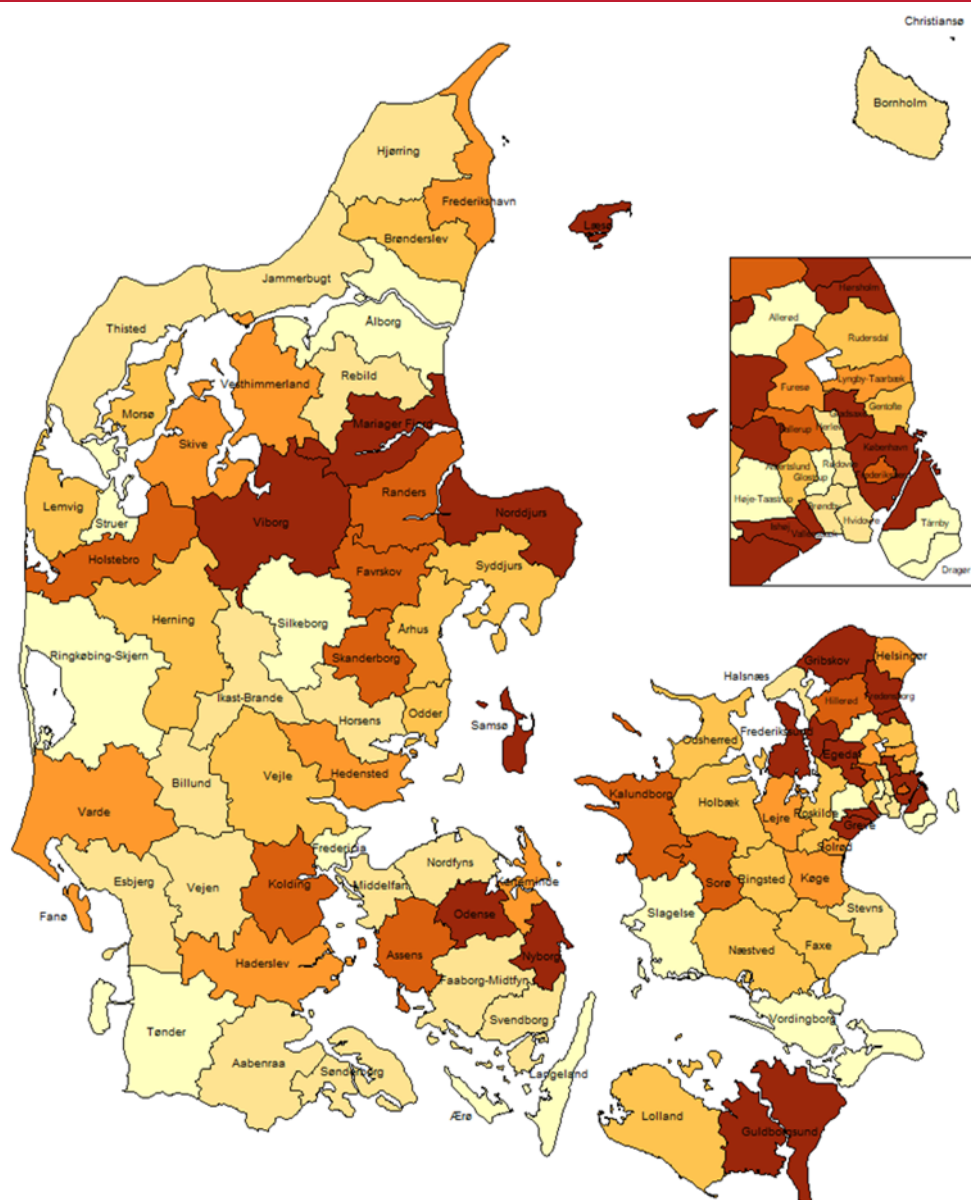 Christiansø
Bornholm
Hjørring
Frederikshavn
Læsø
Brønderslev
Jammerbugt
Ålborg
Thisted
Rebild
Vesthimmerland
Morsø
Mariager Fjord
Skive
Randers
Lemvig
Struer
Viborg
Norddjurs
Holstebro
Favrskov
Syddjurs
Herning
Silkeborg
Århus
Ringkøbing-Skjern
Skanderborg
Ikast-Brande
Horsens
Odder
Samsø
Hedensted
Vejle
Billund
Varde
Fredericia
Esbjerg
Vejen
Kolding
Fanø
Haderslev
Tønder
Aabenraa
Sønderborg
Nordfyns
Middelfart
Kerteminde
Odense
Assens
Nyborg
Faaborg-Midtfyn
Svendborg
Langeland
Ærø
Hørsholm
Allerød
Rudersdal
Furesø
Lyngby-Taarbæk
Gentofte
Gladsaxe
Ballerup
Herlev
København
Albertslund
Glostrup
Rødovre
Høje-Taastrup
Brøndby
Ishøj
Hvidovre
Tårnby
Dragør
Gribskov
Helsingør
Halsnæs
Hillerød
Fredensborg
Odsherred
Frederikssund
Egedal
Kalundborg
Holbæk
Lejre
Roskilde
Greve
Solrød
Sorø
Ringsted
Køge
Slagelse
Stevns
Næstved
Faxe
Vordingborg
Lolland
Guldborgsund